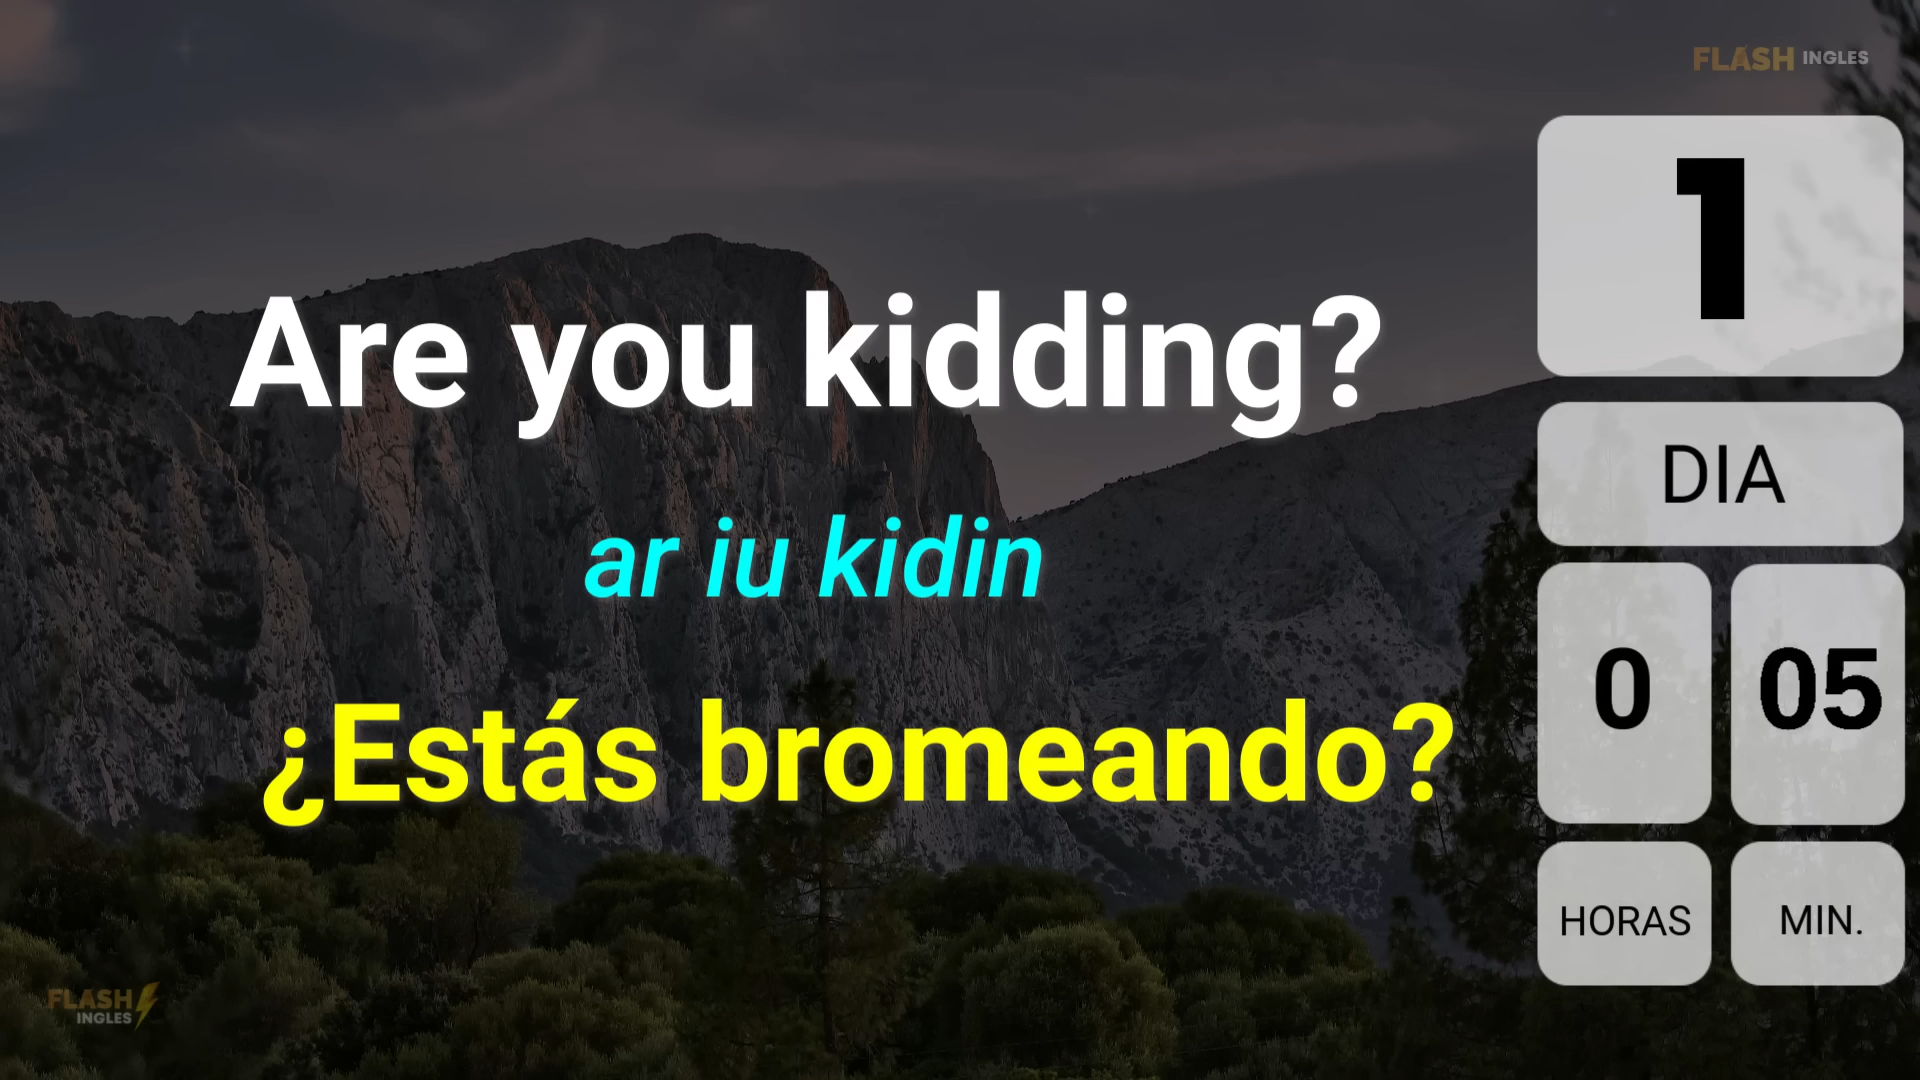 FLASH INGLES
Are you kidding?
ar iu kidin
¿Estás bromeando?
1
DIA
0 05
HORAS MIN.
FLASH
INGLES